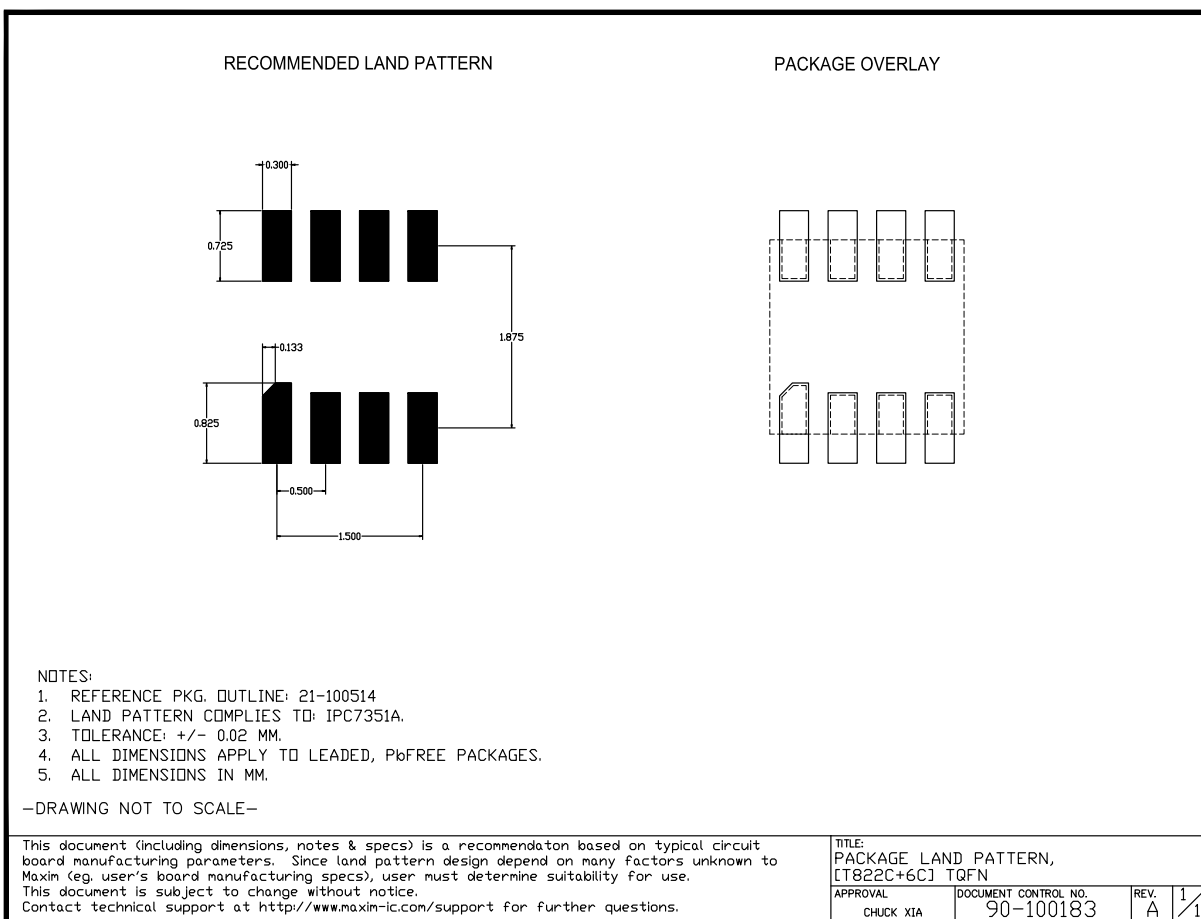 RECOMMENDED LAND PATTERN
PACKAGE OVERLAY
0.300
0.725
1.875
0.133
0.825
0.500
1.500
NOTES:
1. REFERENCE PKG. OUTLINE: 21-100514
2. LAND PATTERN COMPLIES TO: IPC7351A.
3. TOLERANCE: +/- 0.02 MM.
4. ALL DIMENSIONS APPLY TO LEADED, PbFREE PACKAGES.
5. ALL DIMENSIONS IN MM.
-DRAWING NOT TO SCALE-
This document (including dimensions, notes & specs) is a recommendaton based on typical circuit
board manufacturing parameters. Since land pattern design depend on many factors unknown to
Maxim (eg. user's board manufacturing specs), user must determine suitability for use.
This document is subject to change without notice.
Contact technical support at http://www.maxim-ic.com/support for further questions.
TITLE:
PACKAGE LAND PATTERN,
[T822C+6C] TQFN
APPROVAL
CHUCK XIA
DOCUMENT CONTROL NO.
90-100183
REV.
A
1/1